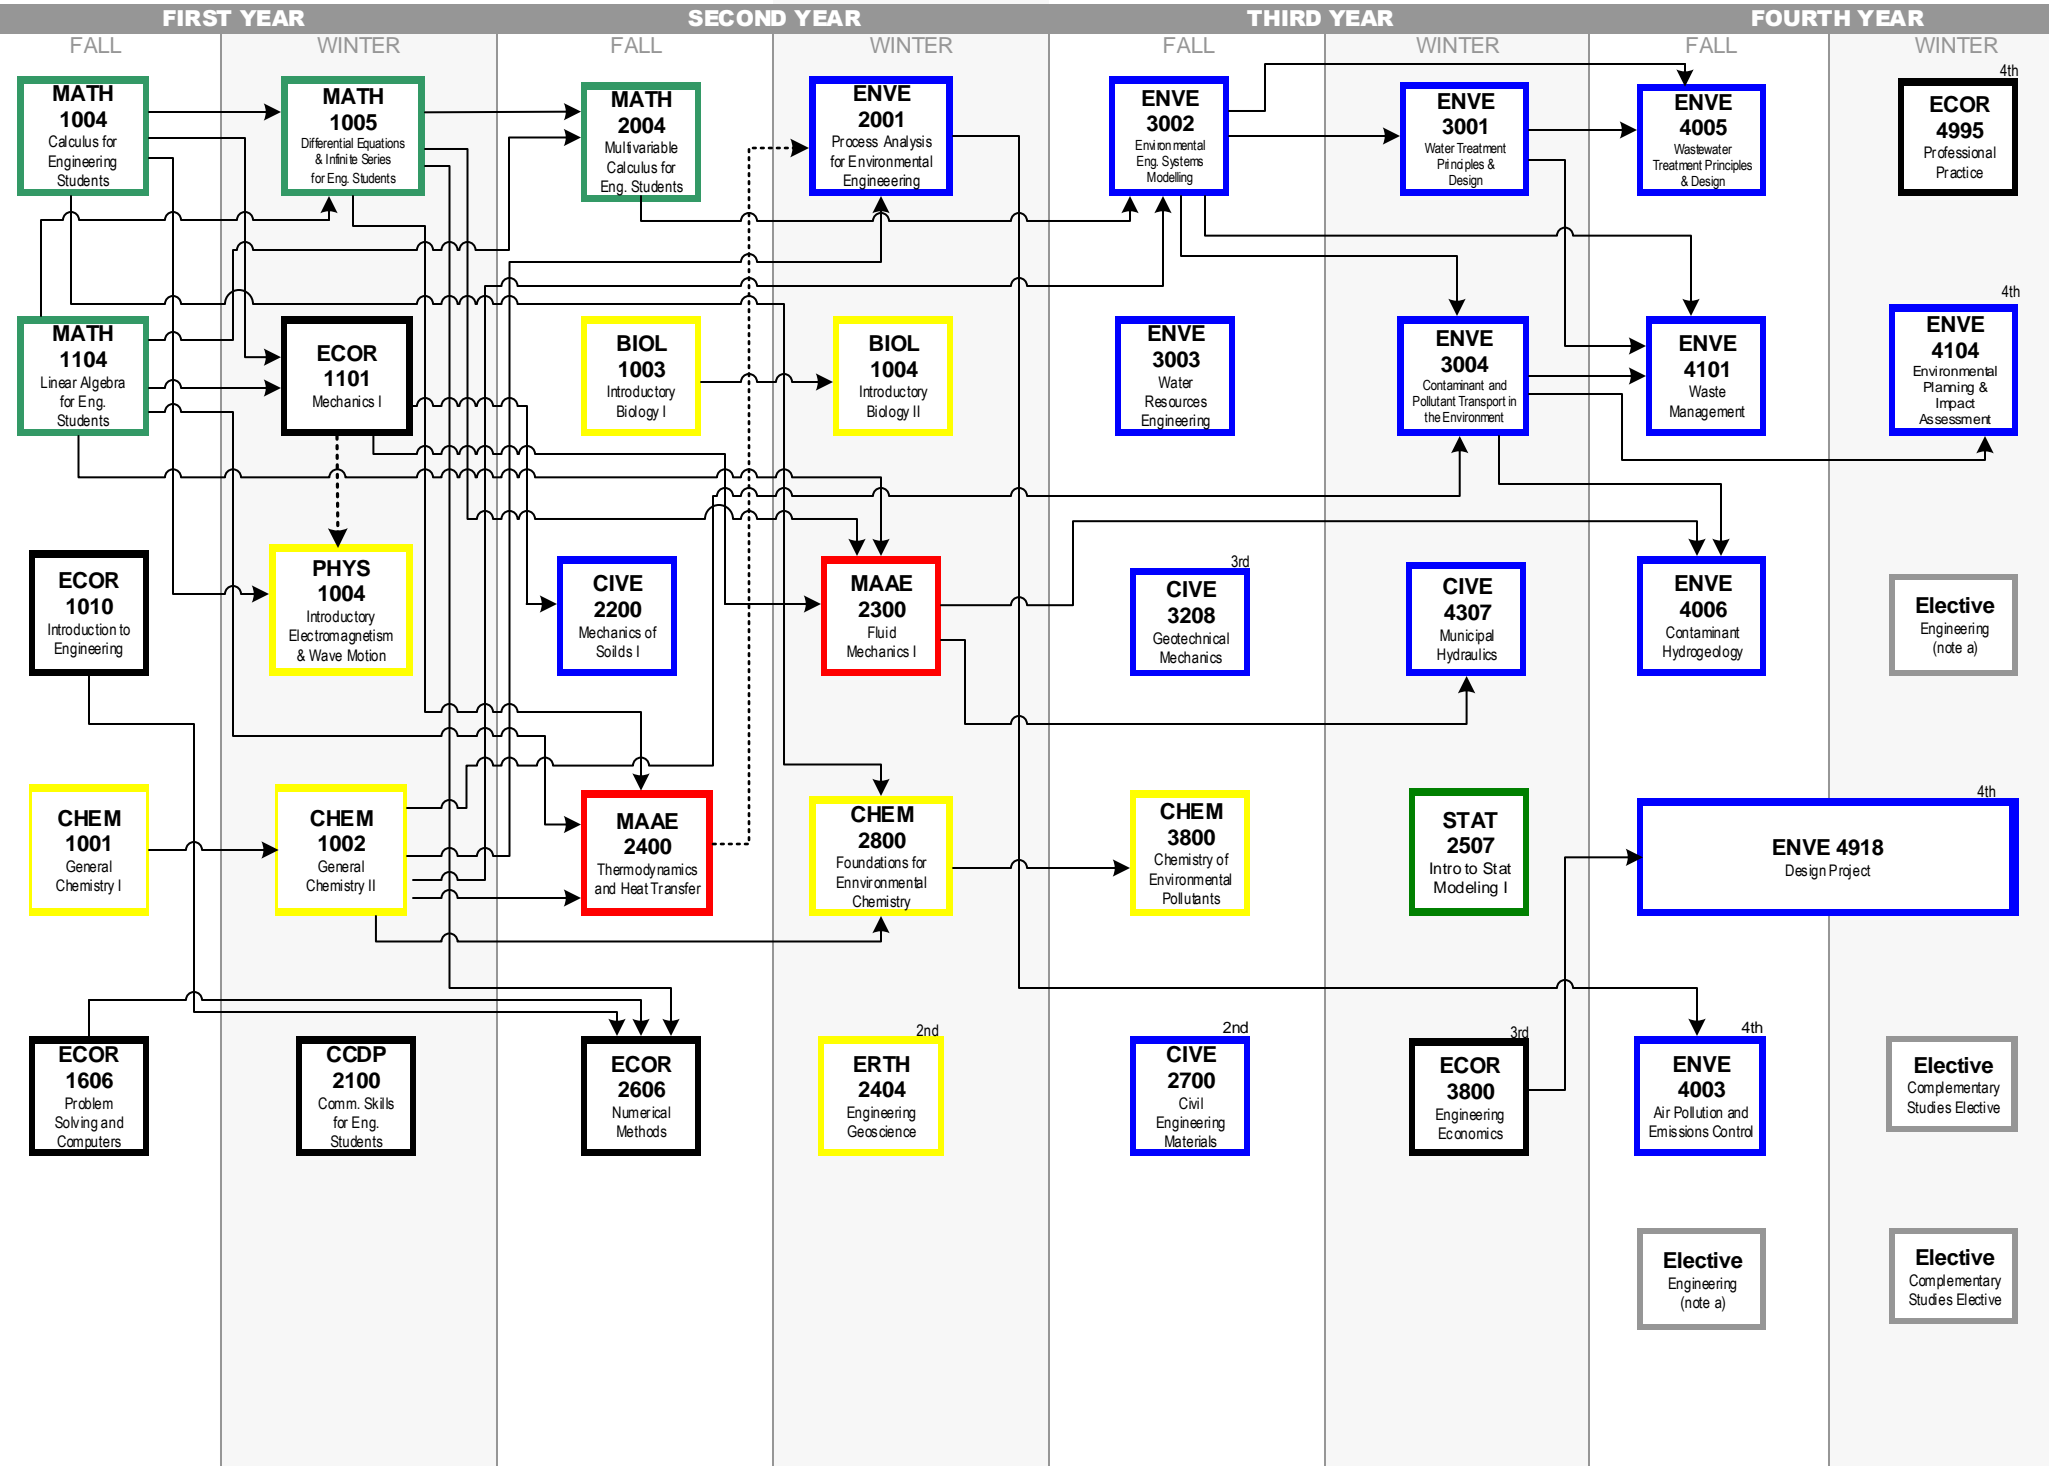 FIRST YEAR
SECOND YEAR
THIRD YEAR
FOURTH YEAR
FALL
WINTER
FALL
WINTER
FALL
WINTER
FALL
WINTER
MATH
1004
Calculus for
Engineering
Students
MATH
1005
Differential Equations
& Infinite Series
for Eng. Students
MATH
2004
Multivariable
Calculus for
Eng. Students
ENVE
2001
Process Analysis
for Environmental
Engineeering
ENVE
3002
Environmental
Eng. Systems
Modelling
ENVE
3001
Water Treatment
Principles &
Design
ENVE
4005
Wastewater
Treatment Principles
& Design
4th
ECOR
4995
Professional
Practice
MATH
1104
Linear Algebra
for Eng.
Students
ECOR
1101
Mechanics I
BIOL
1003
Introductory
Biology I
BIOL
1004
Introductory
Biology II
ENVE
3003
Water
Resources
Engineering
ENVE
3004
Contaminant and
Pollutant Transport in
the Environment
ENVE
4101
Waste
Management
4th
ENVE
4104
Environmental
Planning &
Impact
Assessment
ECOR
1010
Introduction to
Engineering
PHYS
1004
Introductory
Electromagnetism
& Wave Motion
CIVE
2200
Mechanics of
Soilds I
MAAE
2300
Fluid
Mechanics I
3rd
CIVE
3208
Geotechnical
Mechanics
CIVE
4307
Municipal
Hydraulics
ENVE
4006
Contaminant
Hydrogeology
Elective
Engineering
(note a)
CHEM
1001
General
Chemistry I
CHEM
1002
General
Chemistry II
MAAE
2400
Thermodynamics
and Heat Transfer
CHEM
2800
Foundations for
Ennvironmental
Chemistry
CHEM
3800
Chemistry of
Environmental
Pollutants
STAT
2507
Intro to Stat
Modeling I
4th
ENVE 4918
Design Project
ECOR
1606
Problem
Solving and
Computers
CCDP
2100
Comm. Skills
for Eng.
Students
ECOR
2606
Numerical
Methods
2nd
ERTH
2404
Engineering
Geoscience
2nd
CIVE
2700
Civil
Engineering
Materials
3rd
ECOR
3800
Engineering
Economics
4th
ENVE
4003
Air Pollution and
Emissions Control
Elective
Complementary
Studies Elective
Elective
Engineering
(note a)
Elective
Complementary
Studies Elective